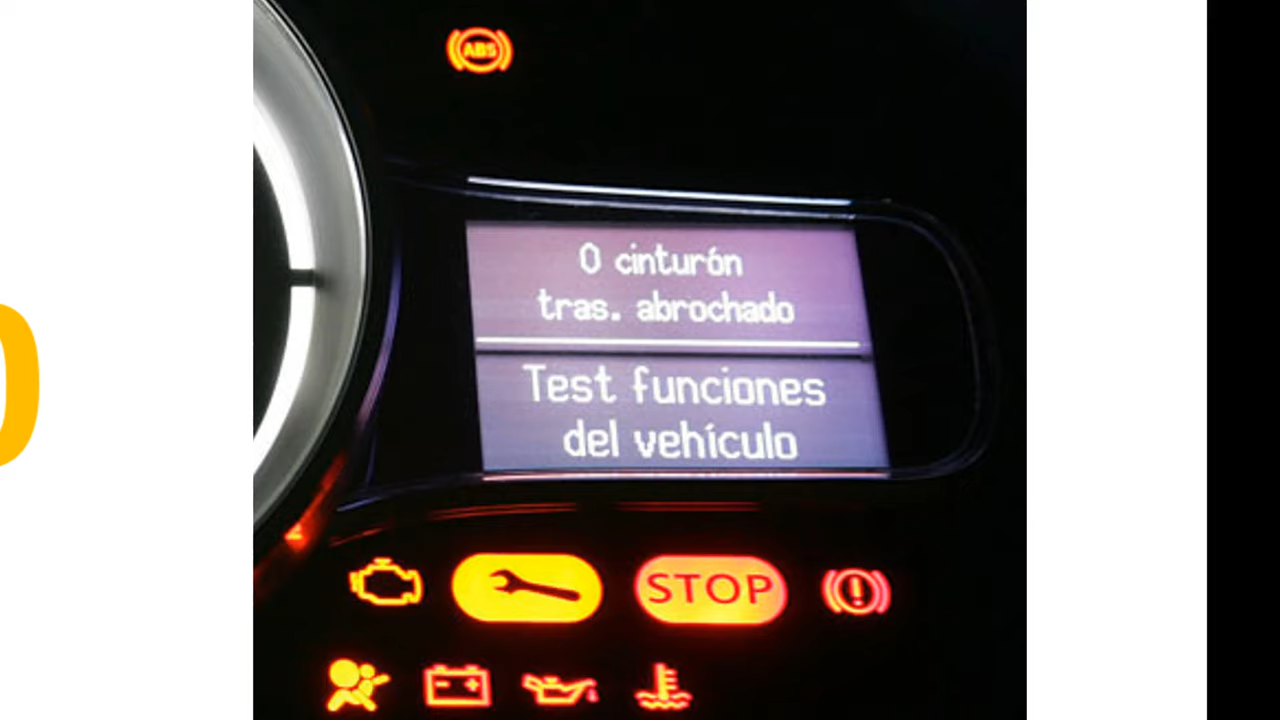 ABS
0 cinturón
tras. abrochado
Test funciones
del vehículo
STOP